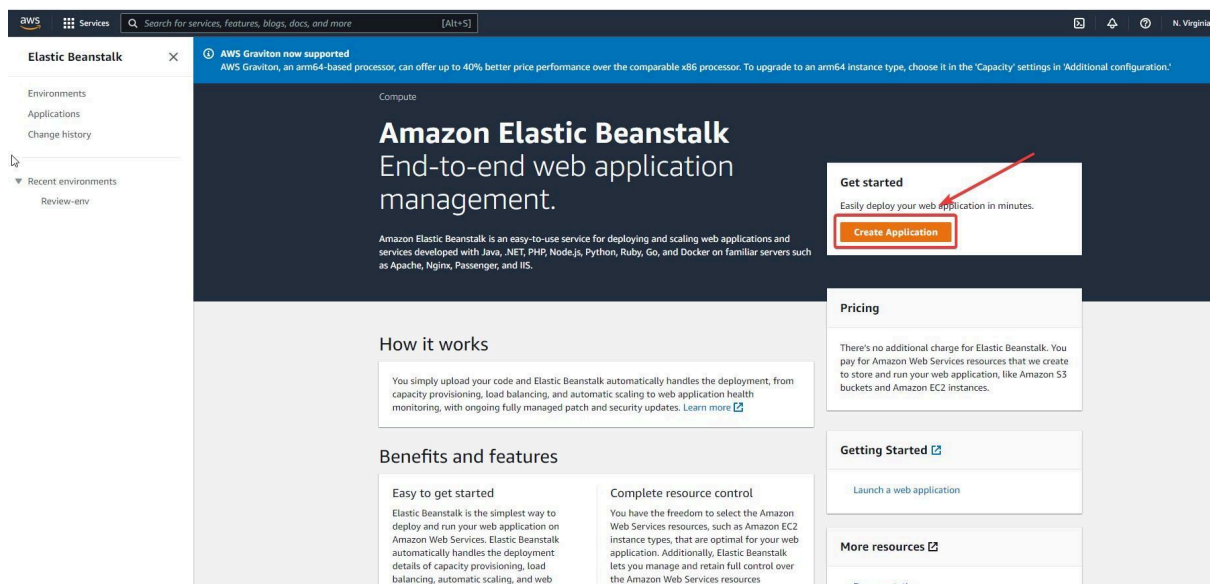 aws Services Search for services, features, blogs, docs, and more [Alt+S] N. Virginia
Elastic Beanstalk
Environments
Applications
Change history
Recent environments
Review-env
AWS Graviton now supported
AWS Graviton, an arm64-based processor, can offer up to 40% better price performance over the comparable x86 processor. To upgrade to an arm64 instance type, choose it in the 'Capacity' settings in 'Additional configuration.'
Compute
Amazon Elastic Beanstalk
End-to-end web application
management.
Amazon Elastic Beanstalk is an easy-to-use service for deploying and scaling web applications and
services developed with Java, .NET, PHP, Node.js, Python, Ruby, Go, and Docker on familiar servers such
as Apache, Nginx, Passenger, and IIS.
Get started
Easily deploy your web application in minutes.
Create Application
Pricing
There's no additional charge for Elastic Beanstalk. You
pay for Amazon Web Services resources that we create
to store and run your web application, like Amazon S3
buckets and Amazon EC2 instances.
How it works
You simply upload your code and Elastic Beanstalk automatically handles the deployment, from
capacity provisioning, load balancing, and automatic scaling to web application health
monitoring, with ongoing fully managed patch and security updates. Learn more
Benefits and features
Easy to get started
Elastic Beanstalk is the simplest way to
deploy and run your web application on
Amazon Web Services. Elastic Beanstalk
automatically handles the deployment
details of capacity provisioning, load
balancing, automatic scaling, and web
Complete resource control
You have the freedom to select the Amazon
Web Services resources, such as Amazon EC2
instance types, that are optimal for your web
application. Additionally, Elastic Beanstalk
lets you manage and retain full control over
the Amazon Web Services resources
Getting Started
Launch a web application
More resources